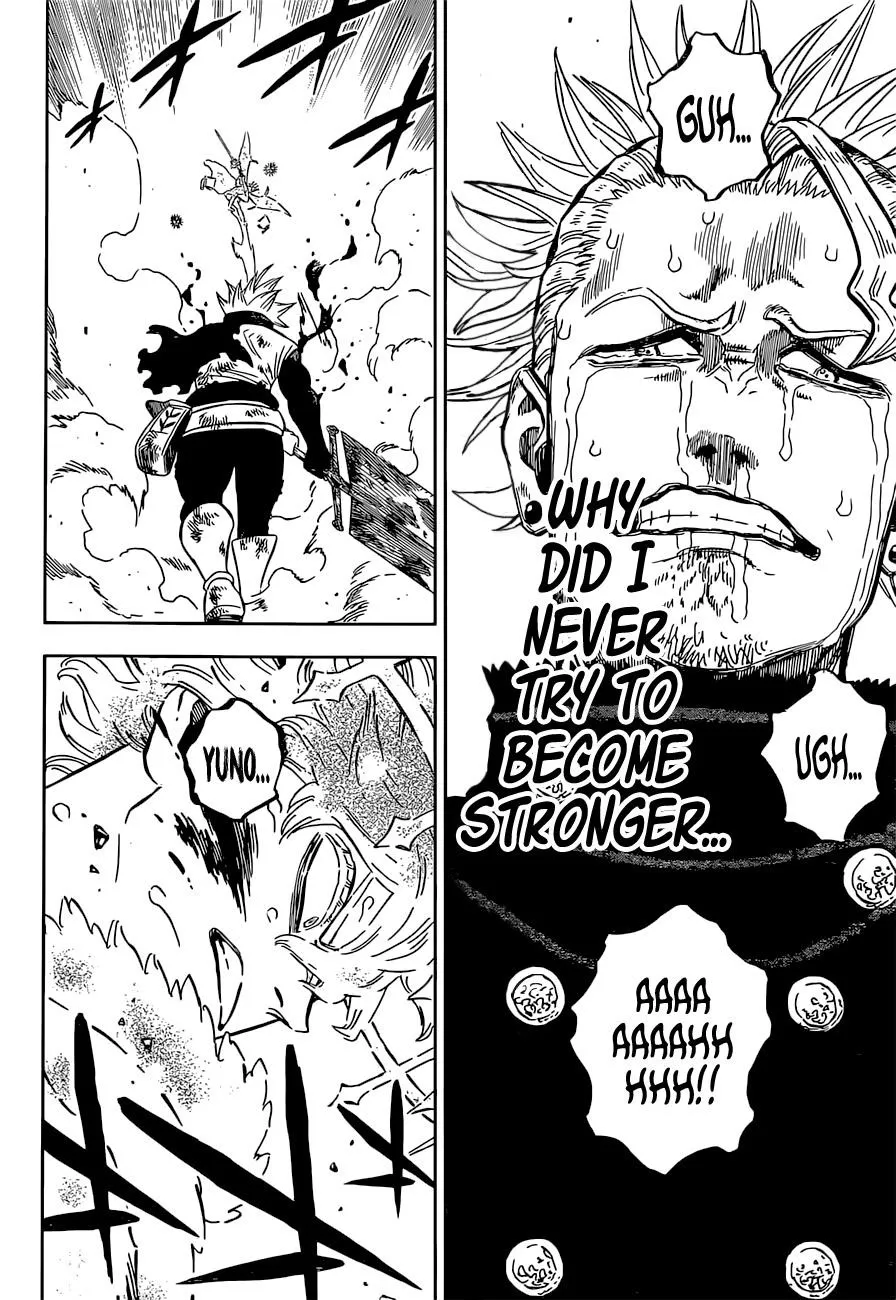 GUH...
WHY
DID I
NEVER
TRY TO
BECOME
STRONGER...
UGH...
AAAA
AAAAHH
HHH!!
YUNO...